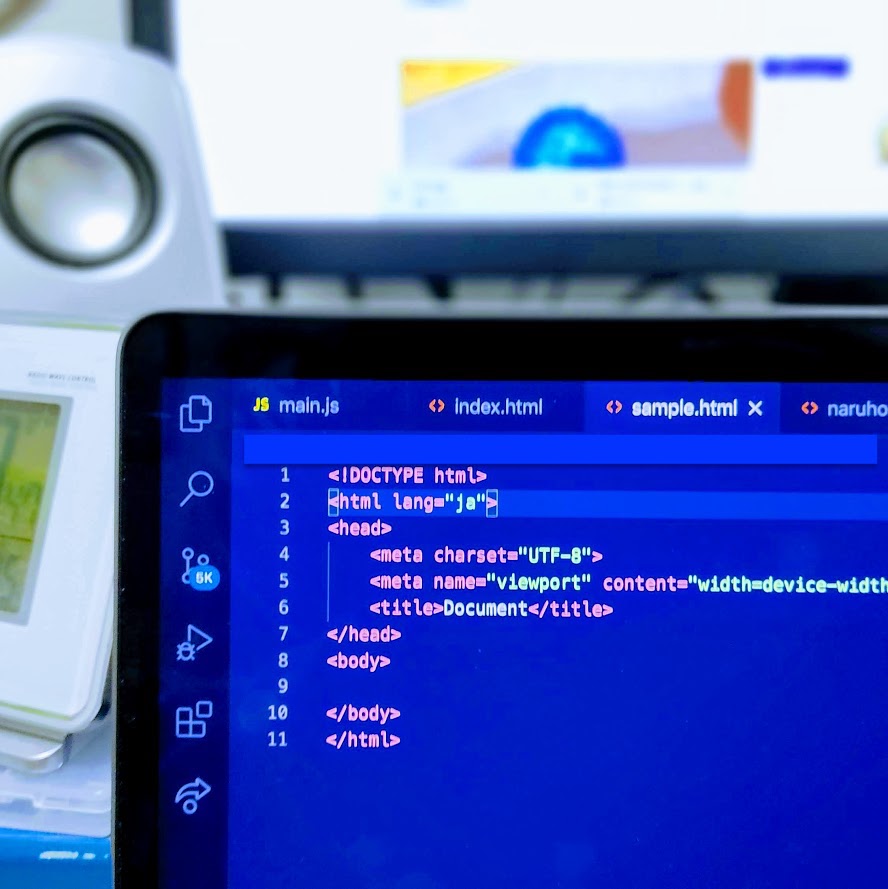 JS main.js <> index.html <> sample.html × <> naruho
1 <!DOCTYPE html>
2 <html lang="ja">
3 <head>
4 <meta charset="UTF-8">
5 <meta name="viewport" content="width=device-width
6 <title>Document</title>
7 </head>
8 <body>
9
10 </body>
11 </html>
5K